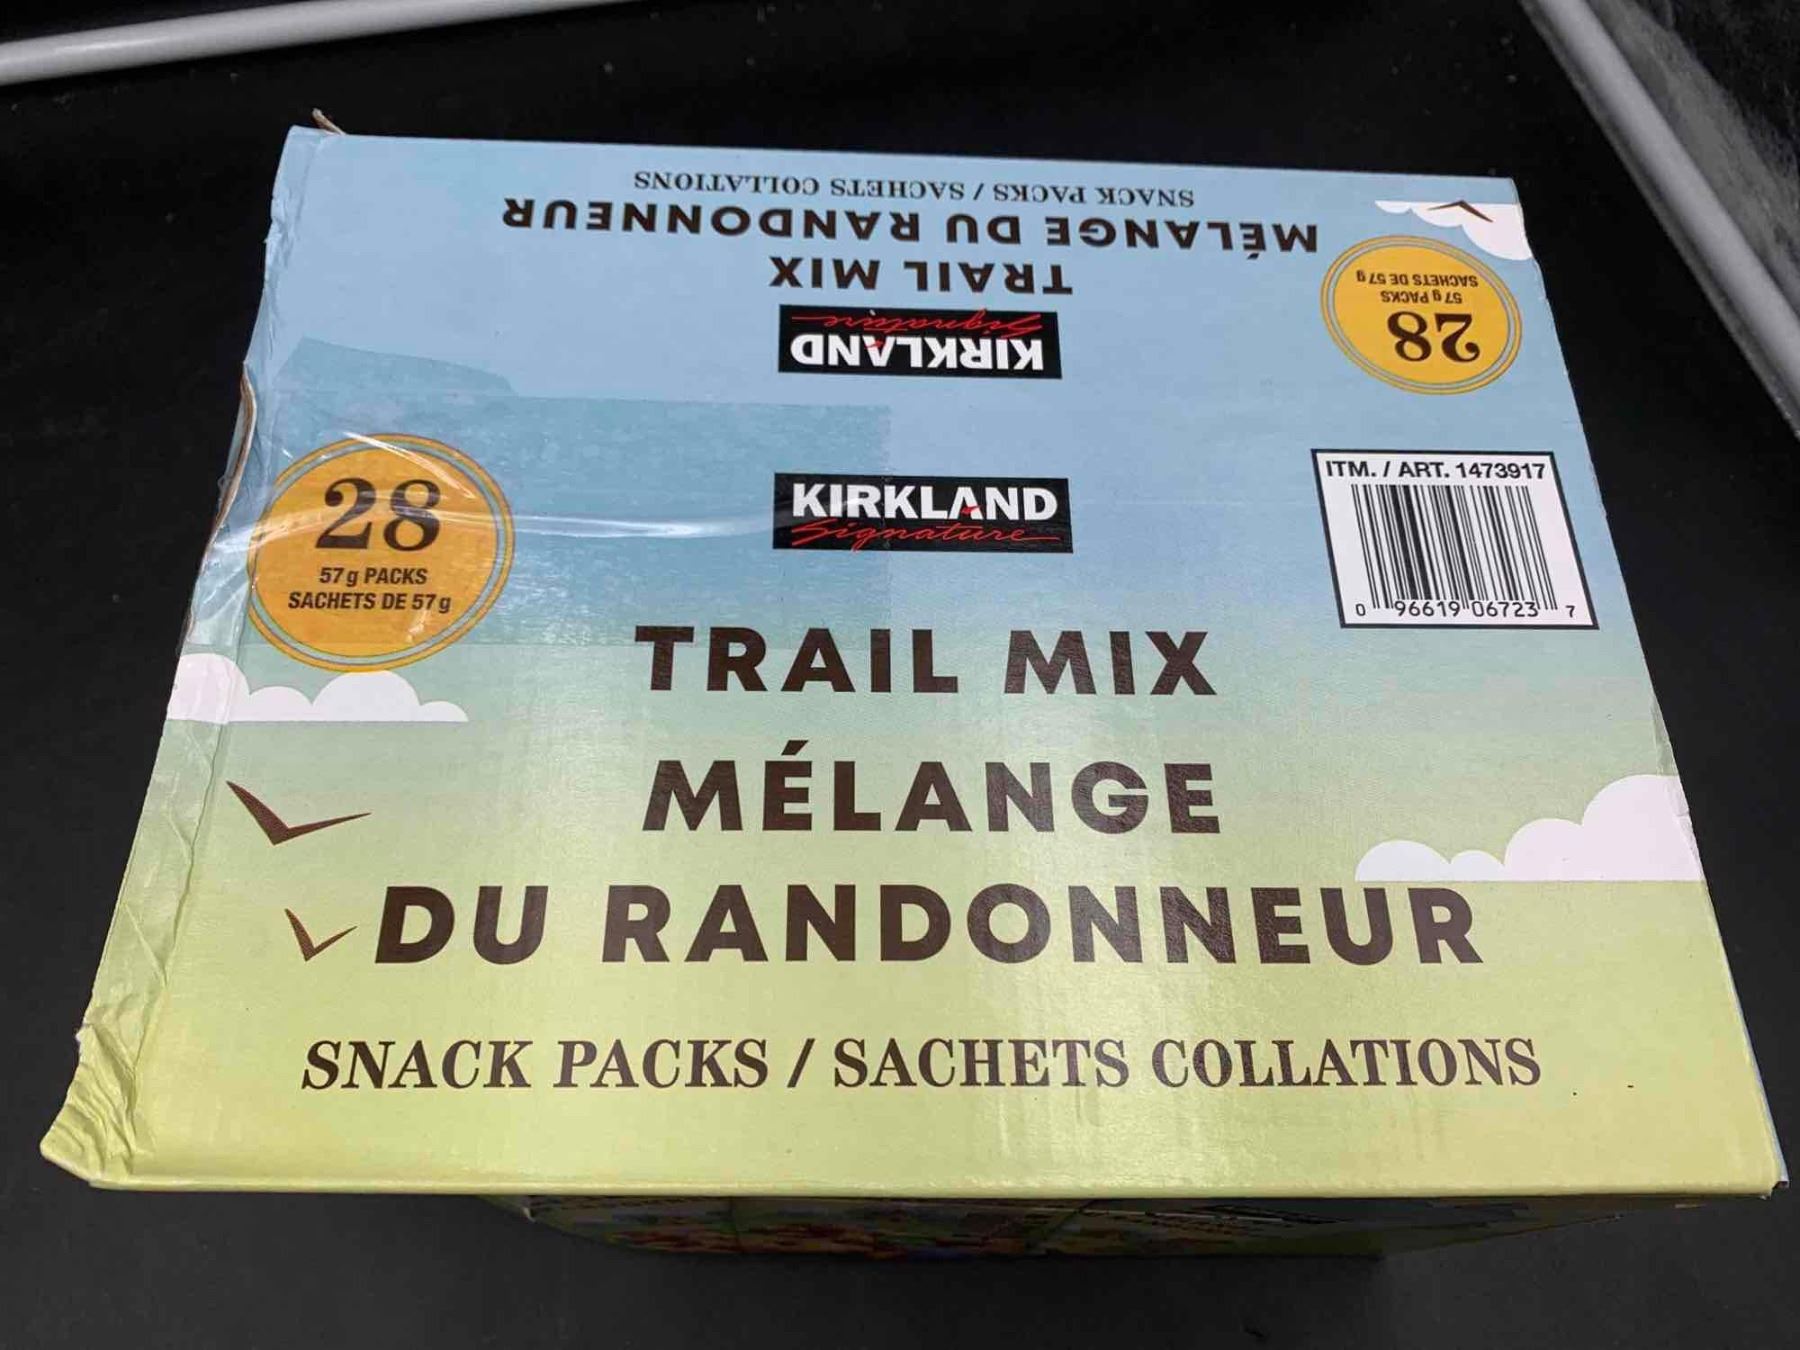 SNACK PACKS / SACHETS COLLATIONS
MÉLANGE DU RANDONNEUR
TRAIL MIX
KIRKLAND
Signature
28
57 g PACKS
SACHETS DE 57 g
ITM. / ART. 1473917
0 96619 06723 7
KIRKLAND
Signature
28
57 g PACKS
SACHETS DE 57 g
TRAIL MIX
MÉLANGE
DU RANDONNEUR
SNACK PACKS / SACHETS COLLATIONS